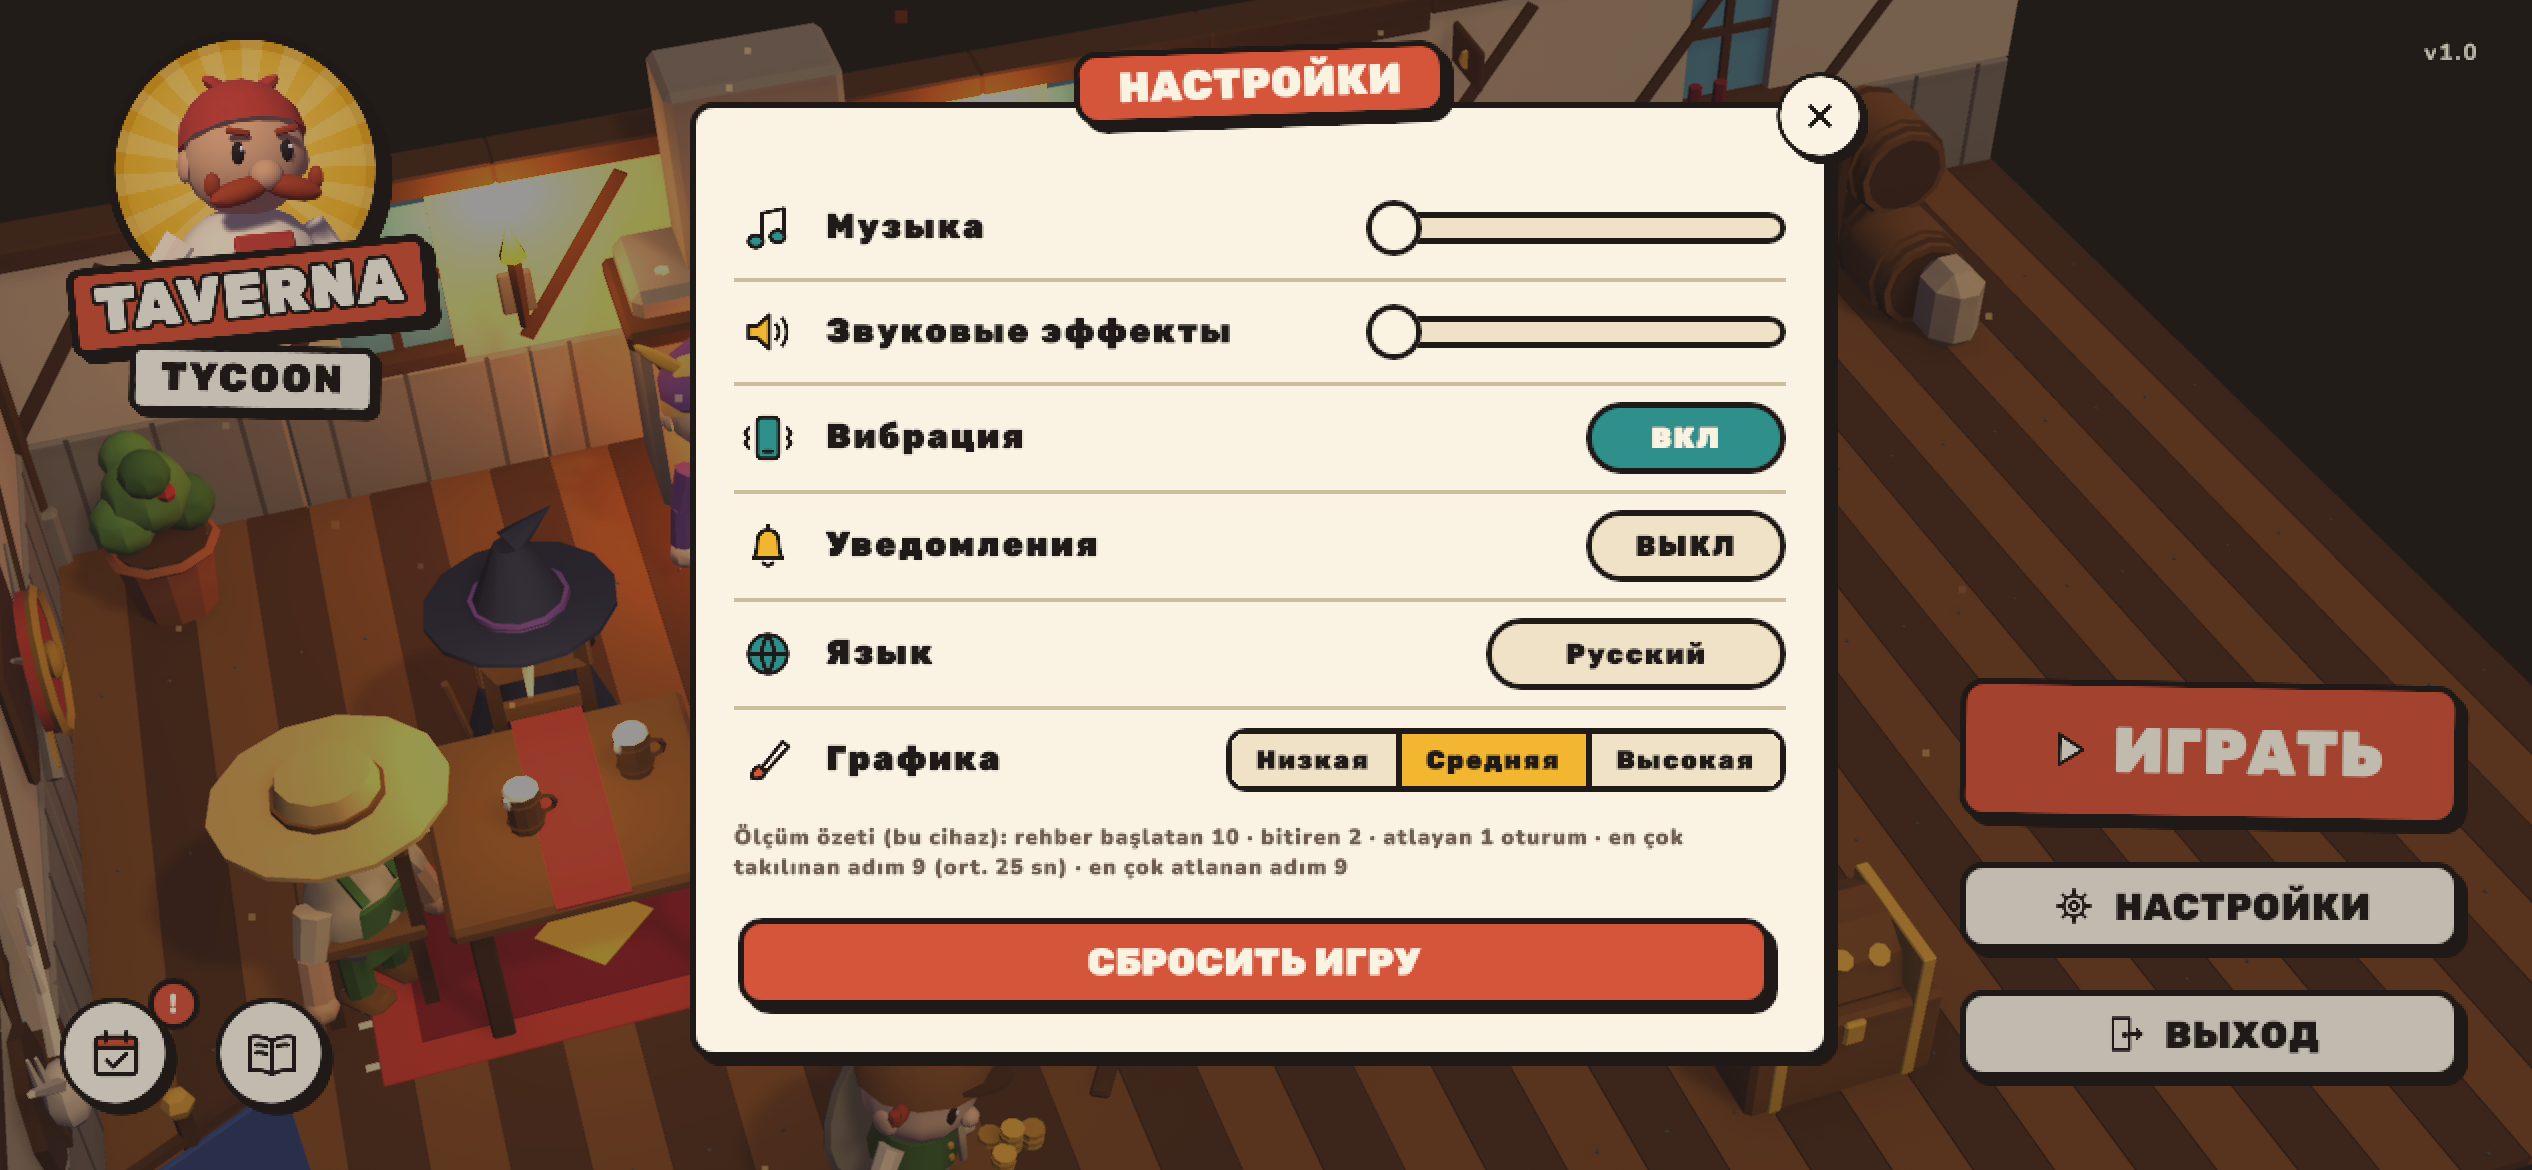 v1.0
TAVERNA
TYCOON
НАСТРОЙКИ
Музыка
Звуковые эффекты
Вибрация
ВКЛ
Уведомления
ВЫКЛ
Язык
Русский
Графика
Низкая
Средняя
Высокая
Ölçüm özeti (bu cihaz): rehber başlatan 10 · bitiren 2 · atlayan 1 oturum · en çok
takılınan adım 9 (ort. 25 sn) · en çok atlanan adım 9
СБРОСИТЬ ИГРУ
ИГРАТЬ
НАСТРОЙКИ
ВЫХОД
!